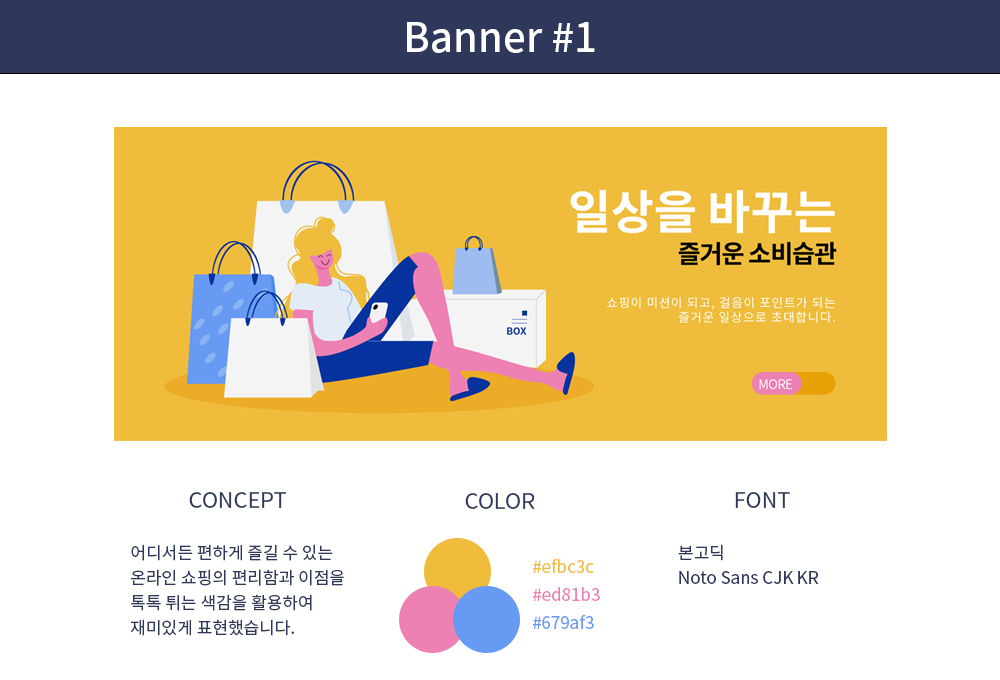 Banner #1
일상을 바꾸는
즐거운 소비습관
쇼핑이 미션이 되고, 걸음이 포인트가 되는
즐거운 일상으로 초대합니다.
BOX
MORE
CONCEPT
어디서든 편하게 즐길 수 있는
온라인 쇼핑의 편리함과 이점을
톡톡 튀는 색감을 활용하여
재미있게 표현했습니다.
COLOR
#efbc3c
#ed81b3
#679af3
FONT
본고딕
Noto Sans CJK KR